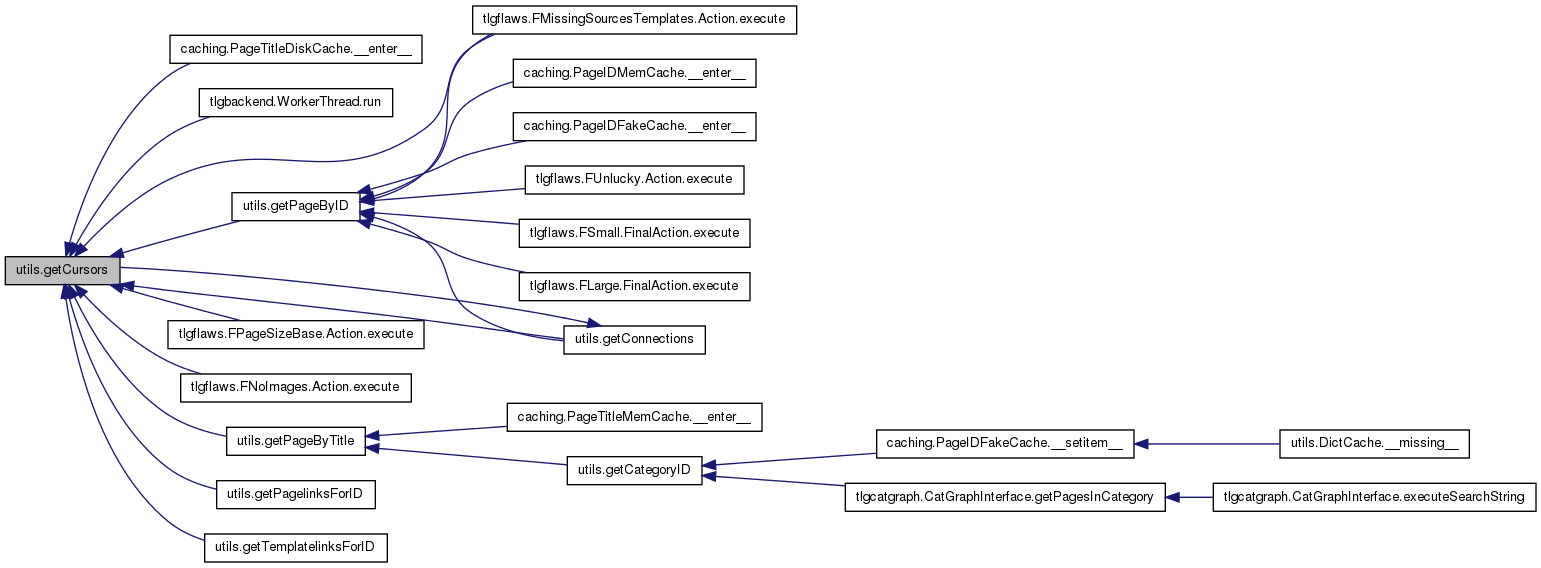 tlgflaws.FMissingSourcesTemplates.Action.execute
caching.PageTitleDiskCache.__enter__
caching.PageIDMemCache.__enter__
tlgbackend.WorkerThread.run
caching.PageIDFakeCache.__enter__
tlgflaws.FUnlucky.Action.execute
utils.getPageByID
tlgflaws.FSmall.FinalAction.execute
utils.getCursors
tlgflaws.FLarge.FinalAction.execute
tlgflaws.FPageSizeBase.Action.execute
utils.getConnections
tlgflaws.FNoImages.Action.execute
caching.PageTitleMemCache.__enter__
utils.getPageByTitle
caching.PageIDFakeCache.__setitem__
utils.DictCache.__missing__
utils.getCategoryID
utils.getPagelinksForID
tlgcatgraph.CatGraphInterface.getPagesInCategory
tlgcatgraph.CatGraphInterface.executeSearchString
utils.getTemplatelinksForID